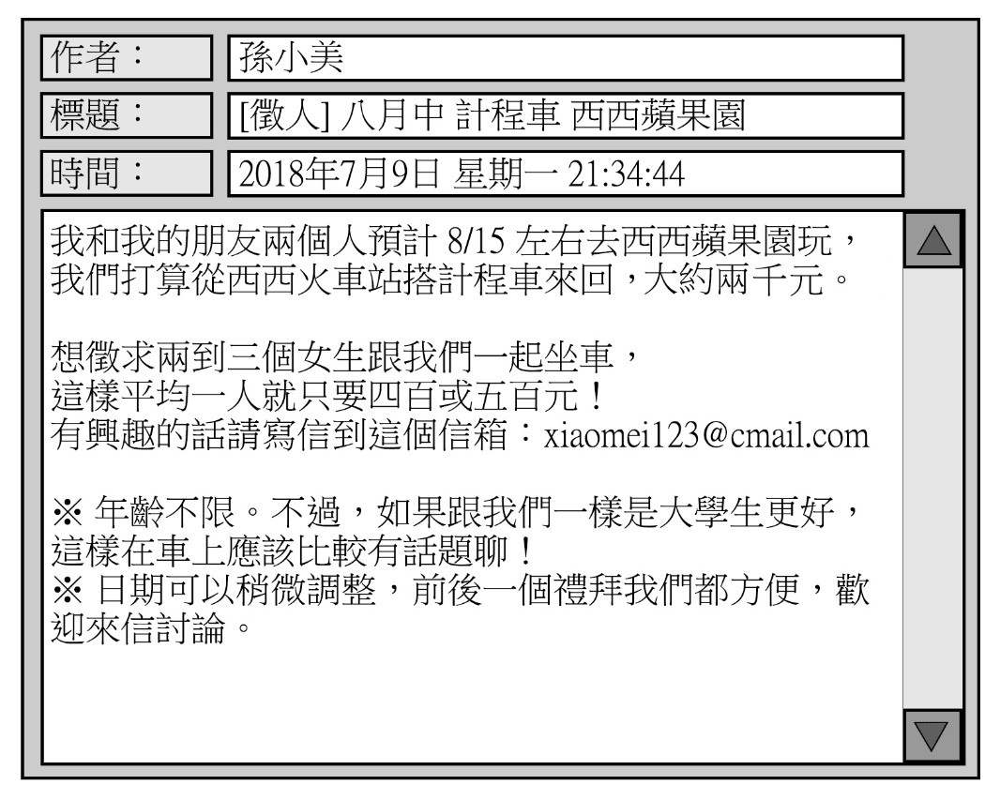 作者：
孫小美
標題：
[徵人] 八月中 計程車 西西蘋果園
時間：
2018年7月9日 星期一 21:34:44
我和我的朋友兩個人預計 8/15 左右去西西蘋果園玩，
我們打算從西西火車站搭計程車來回，大約兩千元。
想徵求兩到三個女生跟我們一起坐車，
這樣平均一人就只要四百或五百元！
有興趣的話請寫信到這個信箱：xiaomei123@cmail.com
※ 年齡不限。不過，如果跟我們一樣是大學生更好，
這樣在車上應該比較有話題聊！
※ 日期可以稍微調整，前後一個禮拜我們都方便，歡
迎來信討論。